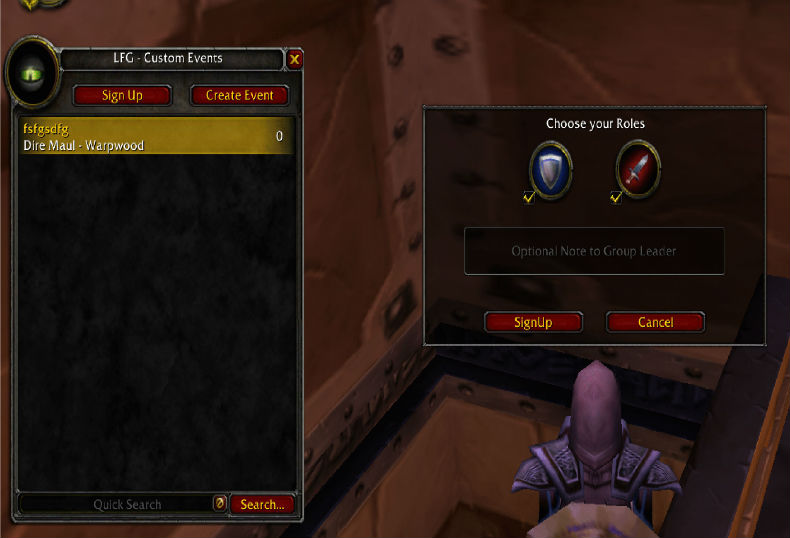 LFG - Custom Events
X
Sign Up
Create Event
fsfgsdfg
0
Dire Maul - Warpwood
Quick Search
Search...
Choose your Roles
Optional Note to Group Leader
SignUp
Cancel